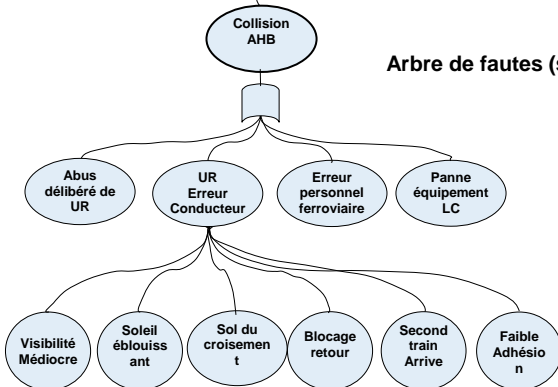 Collision
AHB
Arbre de fautes (s
Abus
délibéré de
UR
UR
Erreur
Conducteur
Erreur
personnel
ferroviaire
Panne
équipement
LC
Visibilité
Médiocre
Soleil
éblouiss
ant
Sol du
croisemen
t
Blocage
retour
Second
train
Arrive
Faible
Adhésio
n